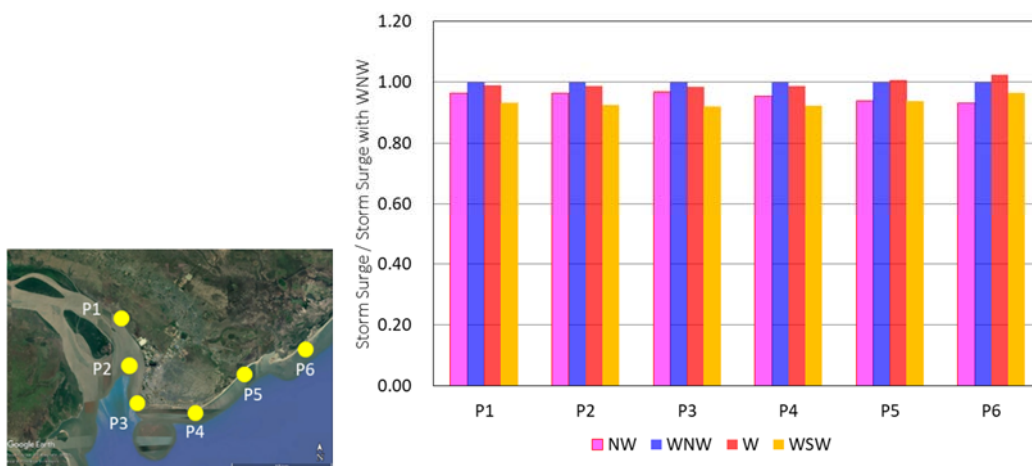 P1
P2
P3
P4
P5
P6
Google Earth
Storm Surge / Storm Surge with WNW
1.20
1.00
0.80
0.60
0.40
0.20
0.00
P1 P2 P3 P4 P5 P6
NW WNW W WSW